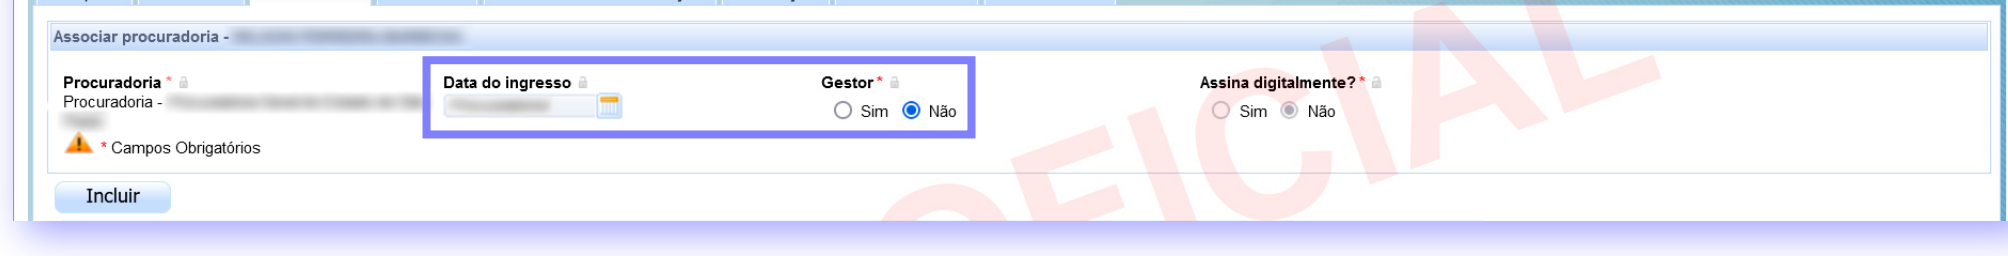 Associar procuradoria -
Procuradoria *
Procuradoria -
Data do ingresso
Gestor *
Sim Não
Assina digitalmente? *
Sim Não
* Campos Obrigatórios
Incluir
OFICIAL